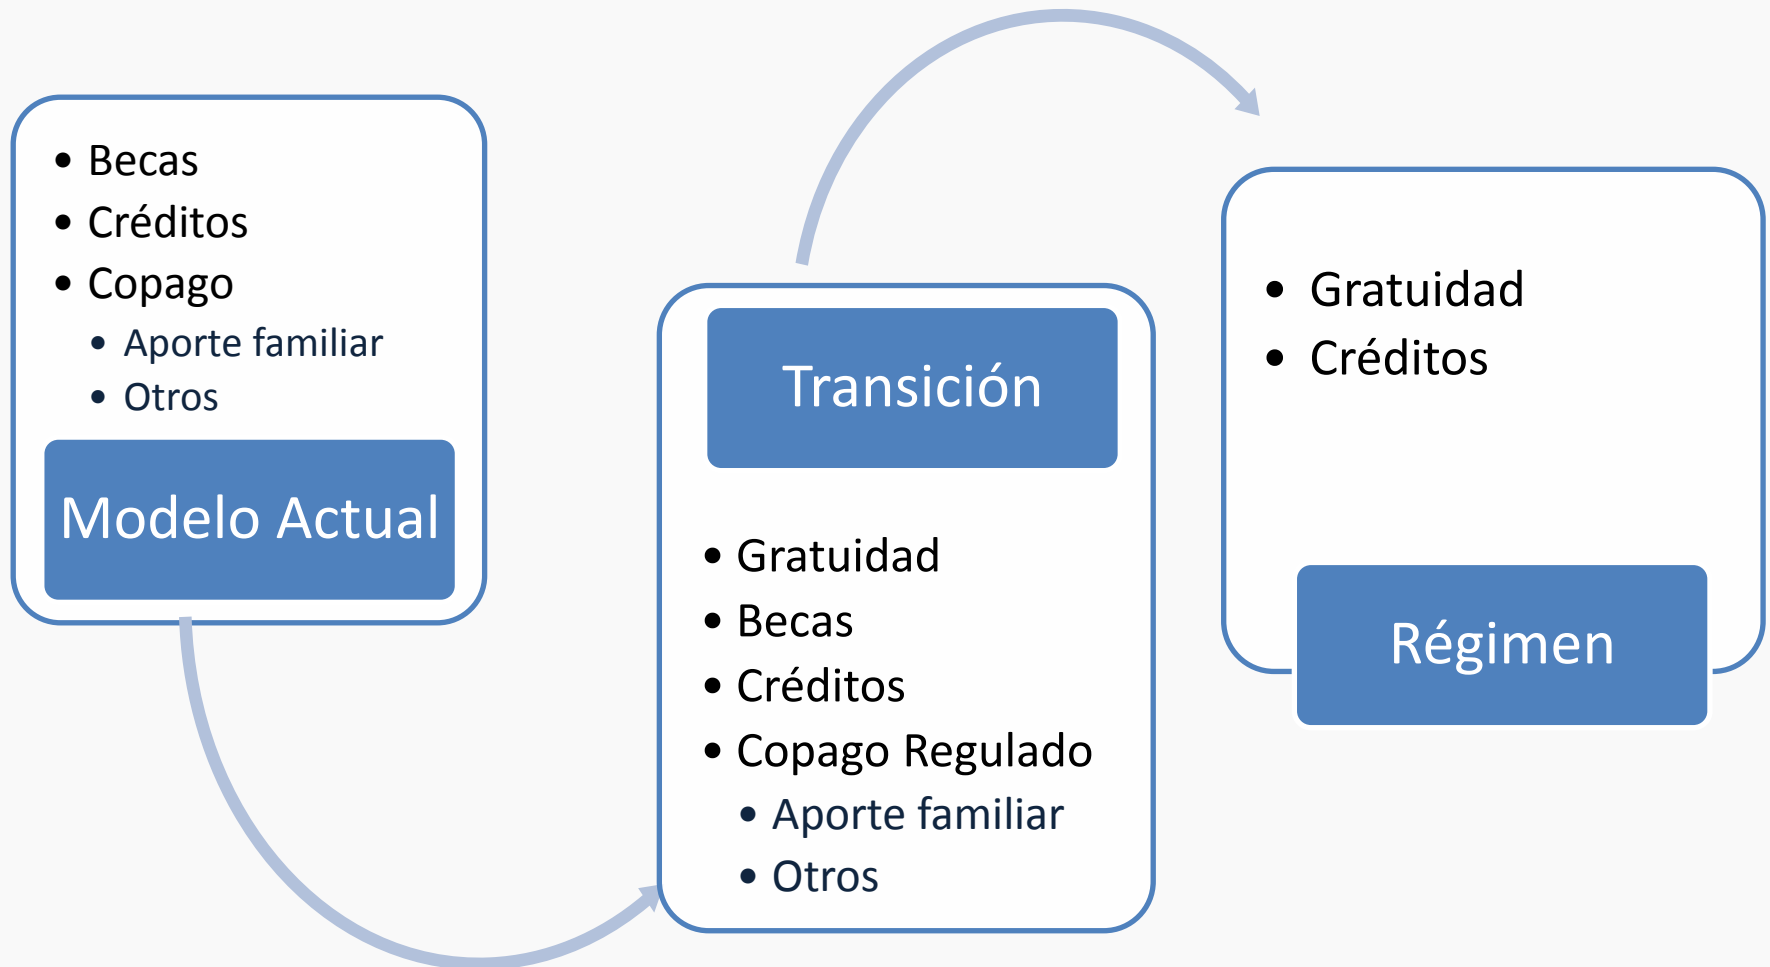 • Becas
• Créditos
• Copago
• Aporte familiar
• Otros
Modelo Actual
Transición
• Gratuidad
• Becas
• Créditos
• Copago Regulado
• Aporte familiar
• Otros
• Gratuidad
• Créditos
Régimen